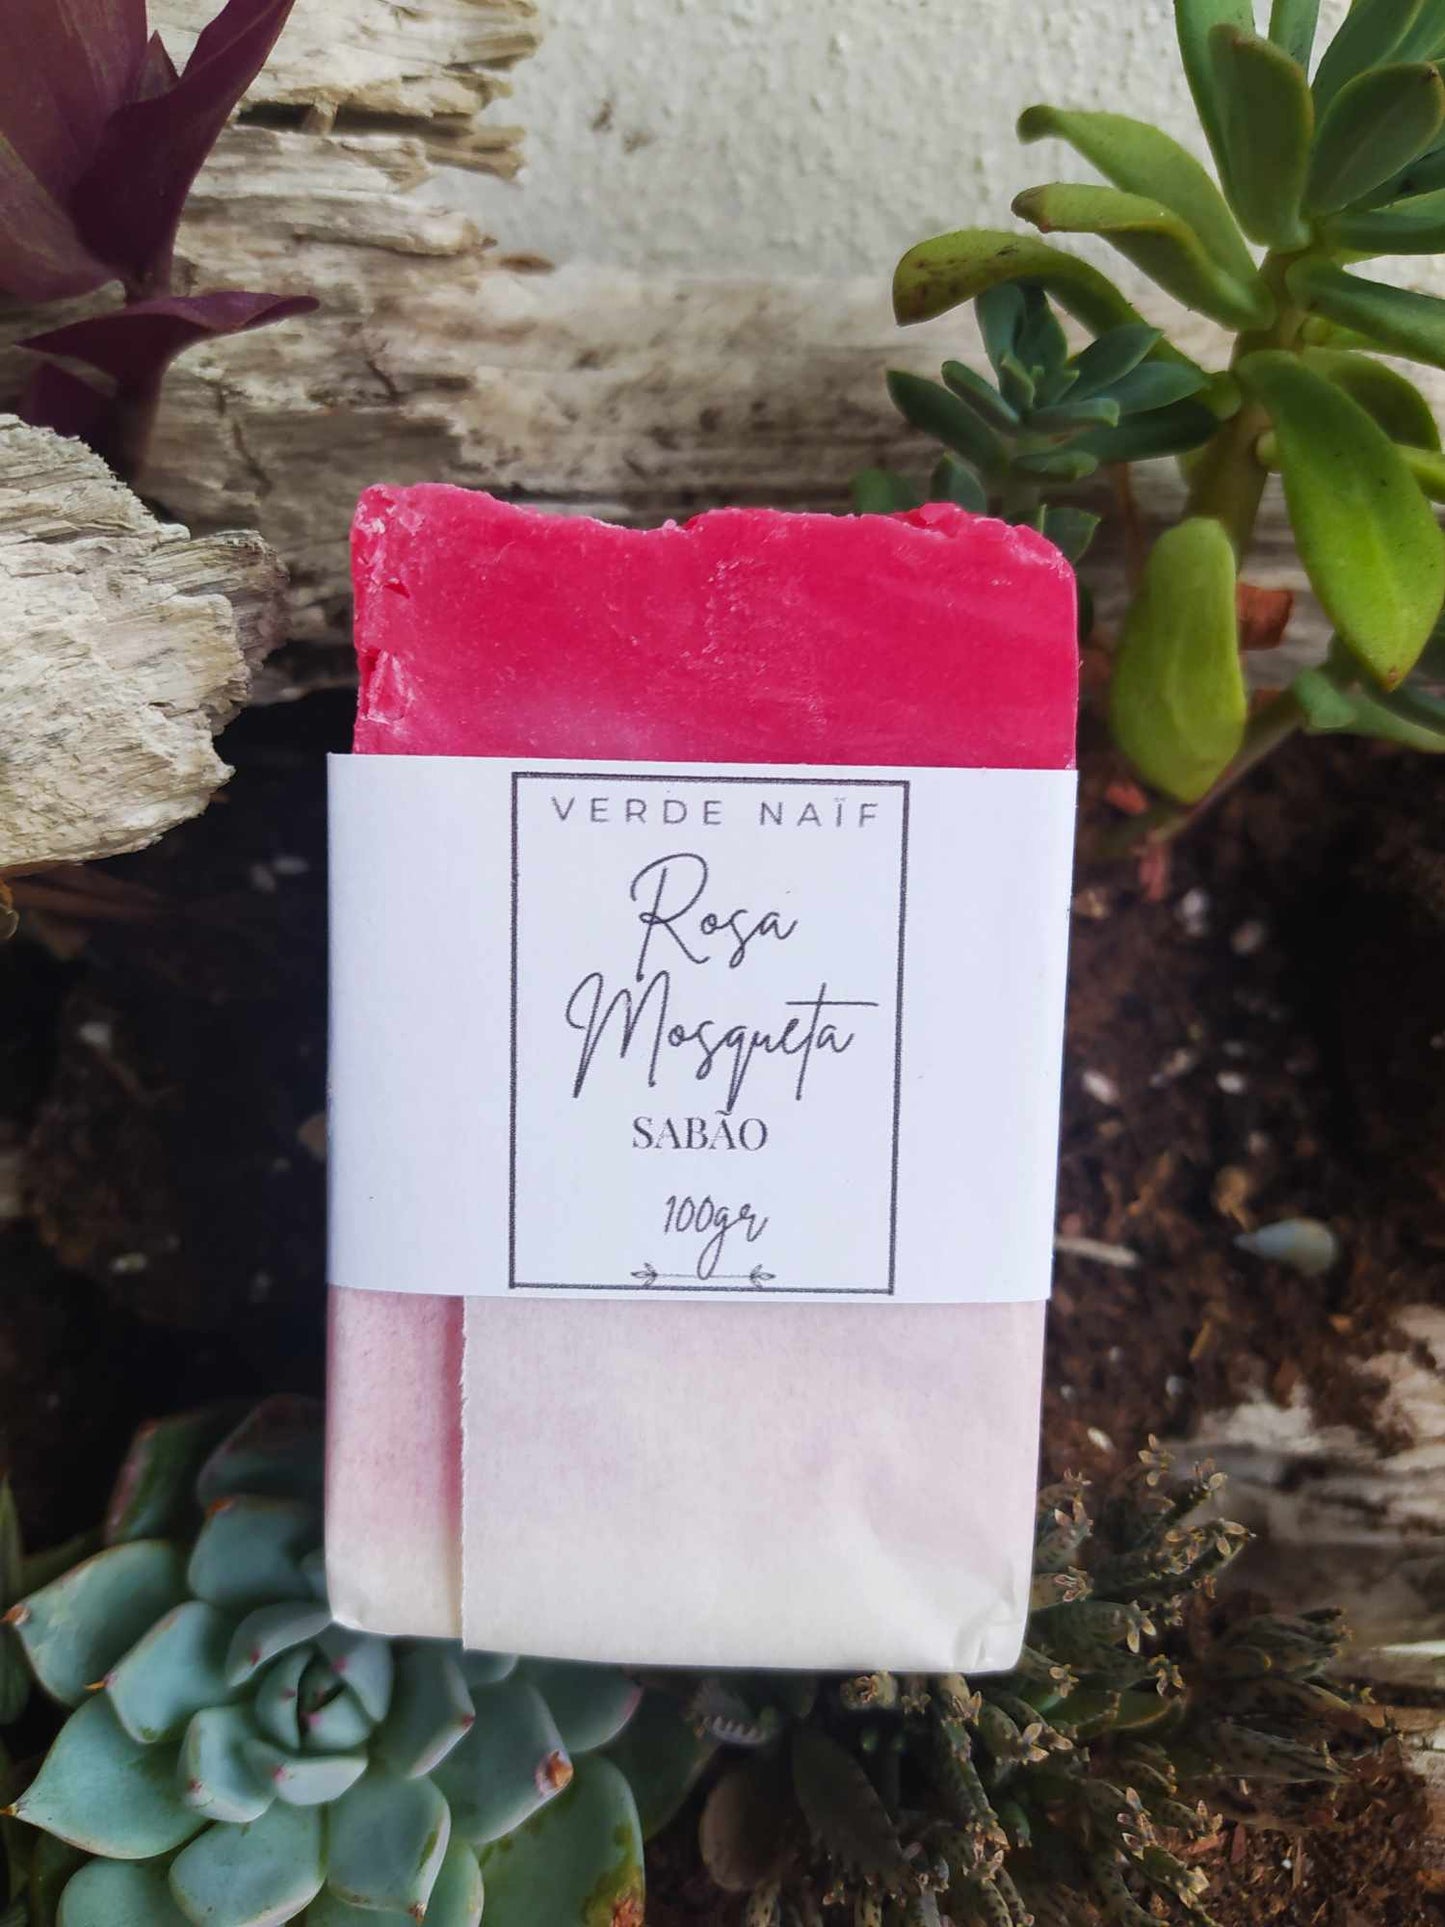 VERDE NAÏF
Rosa
Mosqueta
SABÃO
100gr